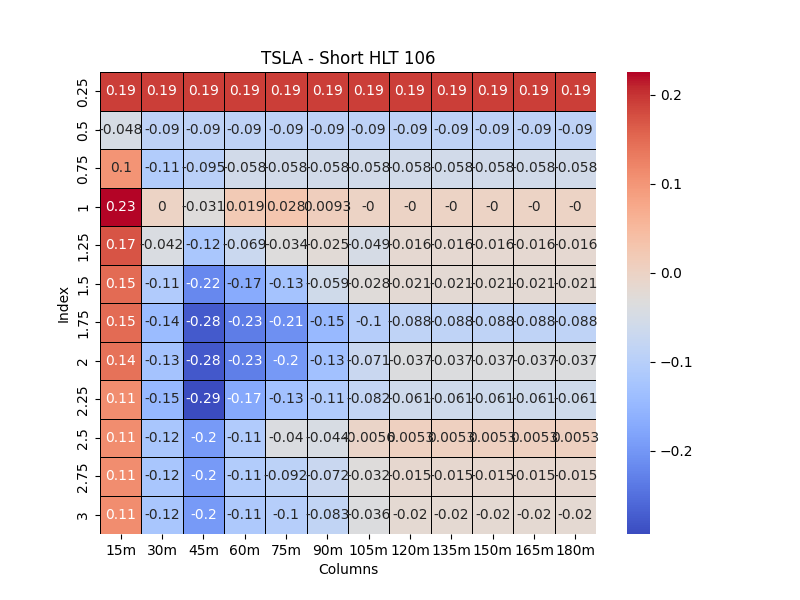 TSLA - Short HLT 106
0.25 0.19 0.19 0.19 0.19 0.19 0.19 0.19 0.19 0.19 0.19 0.19 0.19
0.5 -0.048 -0.09 -0.09 -0.09 -0.09 -0.09 -0.09 -0.09 -0.09 -0.09 -0.09 -0.09
0.75 0.1 -0.11 -0.095 -0.058 -0.058 -0.058 -0.058 -0.058 -0.058 -0.058 -0.058 -0.058
1 0.23 0 -0.031 0.019 0.028 0.0093 -0 -0 -0 -0 -0 -0
1.25 0.17 -0.042 -0.12 -0.069 -0.034 -0.025 -0.049 -0.016 -0.016 -0.016 -0.016 -0.016
1.5 0.15 -0.11 -0.22 -0.17 -0.13 -0.059 -0.028 -0.021 -0.021 -0.021 -0.021 -0.021
1.75 0.15 -0.14 -0.28 -0.23 -0.21 -0.15 -0.1 -0.088 -0.088 -0.088 -0.088 -0.088
2 0.14 -0.13 -0.28 -0.23 -0.2 -0.13 -0.071 -0.037 -0.037 -0.037 -0.037 -0.037
2.25 0.11 -0.15 -0.29 -0.17 -0.13 -0.11 -0.082 -0.061 -0.061 -0.061 -0.061 -0.061
2.5 0.11 -0.12 -0.2 -0.11 -0.04 -0.044 0.0053 0.0053 0.0053 0.0053 0.0053
2.75 0.11 -0.12 -0.2 -0.11 -0.092 -0.072 -0.032 -0.015 -0.015 -0.015 -0.015 -0.015
3 0.11 -0.12 -0.2 -0.11 -0.1 -0.083 -0.036 -0.02 -0.02 -0.02 -0.02 -0.02
15m 30m 45m 60m 75m 90m 105m 120m 135m 150m 165m 180m
Columns
Index
0.2
0.1
0.0
−0.1
−0.2